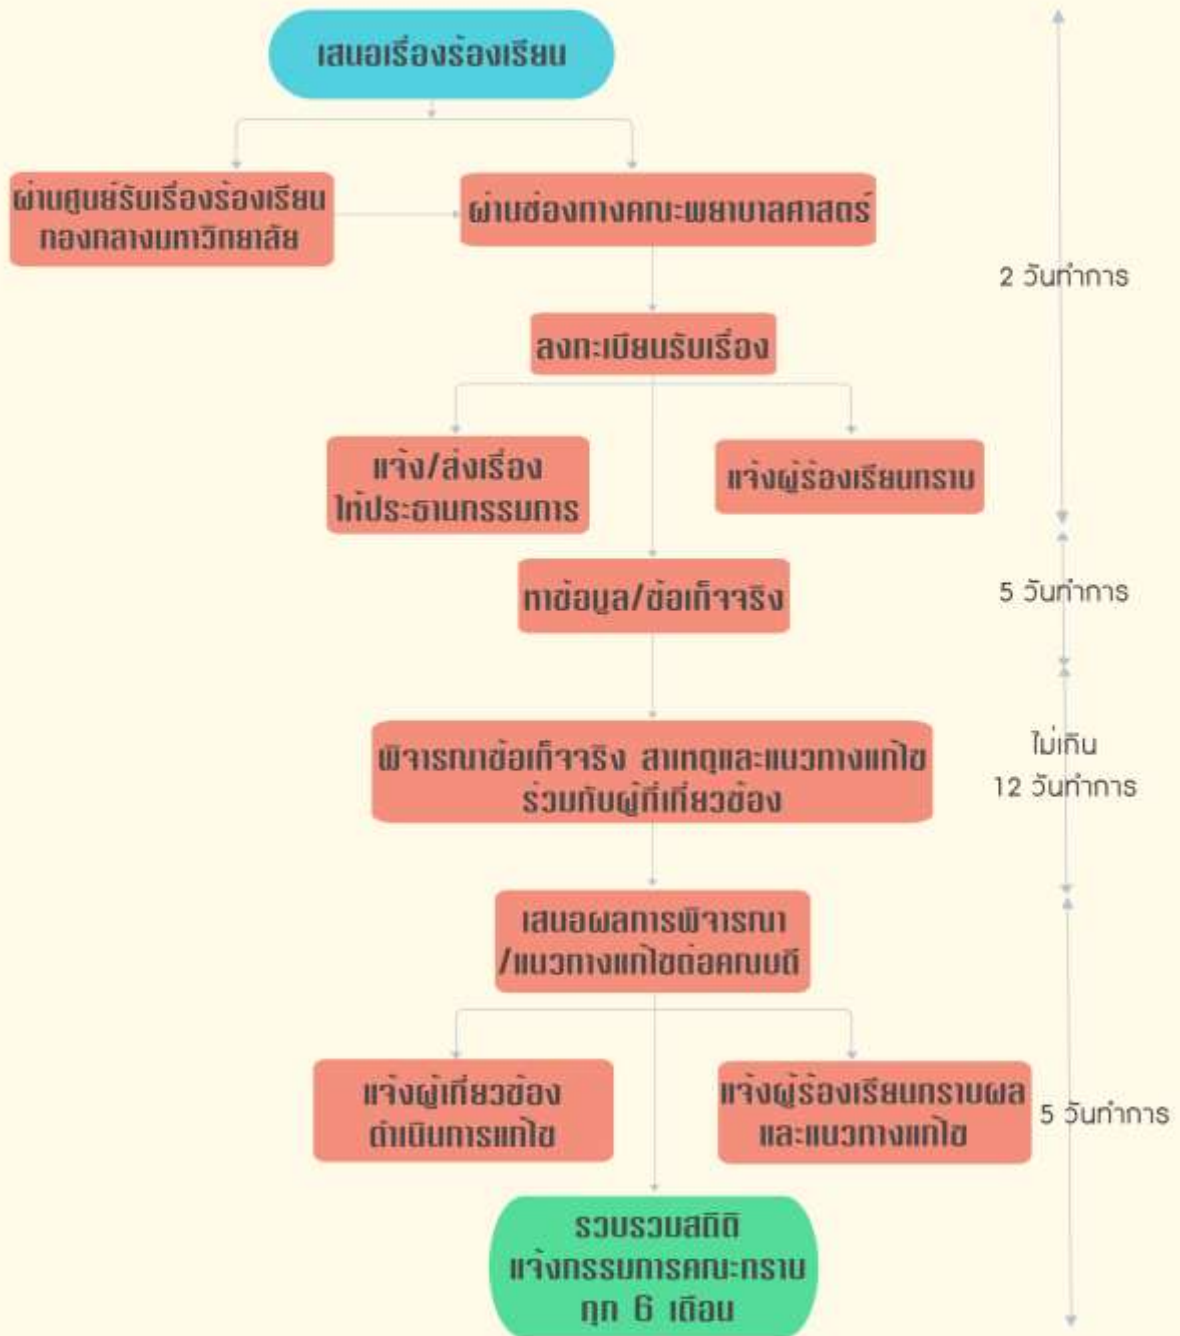 เสนอเรื่องร้องเรียน
ผ่านศูนย์รับเรื่องร้องเรียน
กองกลางมหาวิทยาลัย
ผ่านช่องทางคณะพยาบาลศาสตร์
2 วันทำการ
ลงทะเบียนรับเรื่อง
แจ้ง/ส่งเรื่อง
ให้ประธานกรรมการ
แจ้งผู้ร้องเรียนทราบ
หาข้อมูล/ข้อเท็จจริง
5 วันทำการ
พิจารณาข้อเท็จจริง สาเหตุและแนวทางแก้ไข
ร่วมกับผู้ที่เกี่ยวข้อง
ไม่เกิน
12 วันทำการ
เสนอผลการพิจารณา
/แนวทางแก้ไขต่อคณบดี
แจ้งผู้เกี่ยวข้อง
ดำเนินการแก้ไข
แจ้งผู้ร้องเรียนทราบผล
และแนวทางแก้ไข
5 วันทำการ
รวบรวมสถิติ
แจ้งกรรมการคณะทราบ
ทุก 6 เดือน